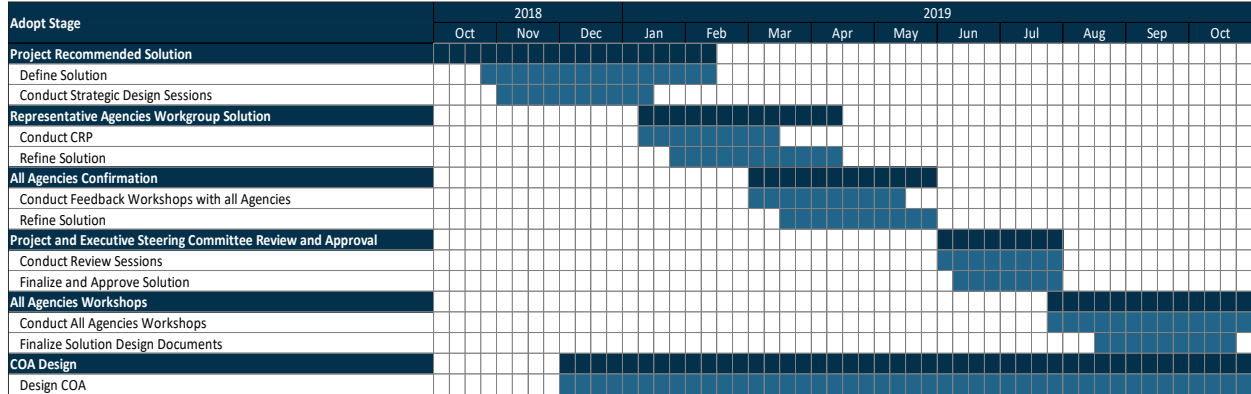 Adopt Stage
2018 2019
Oct Nov Dec Jan Feb Mar Apr May Jun Jul Aug Sep Oct
Project Recommended Solution
Define Solution
Conduct Strategic Design Sessions
Representative Agencies Workgroup Solution
Conduct CRP
Refine Solution
All Agencies Confirmation
Conduct Feedback Workshops with all Agencies
Refine Solution
Project and Executive Steering Committee Review and Approval
Conduct Review Sessions
Finalize and Approve Solution
All Agencies Workshops
Conduct All Agencies Workshops
Finalize Solution Design Documents
COA Design
Design COA